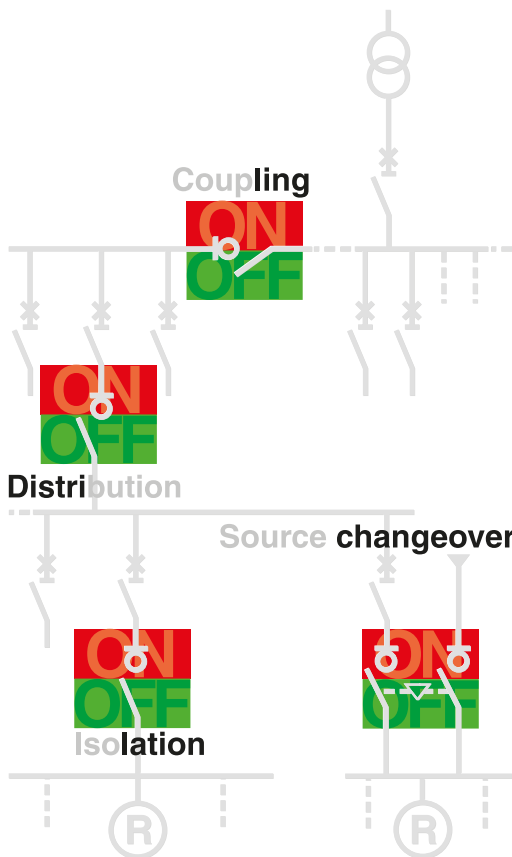 Coupling
ON
OFF
ON
OFF
Distribution
Source changeover
ON
OFF
ON
OFF
Isolation
R
R